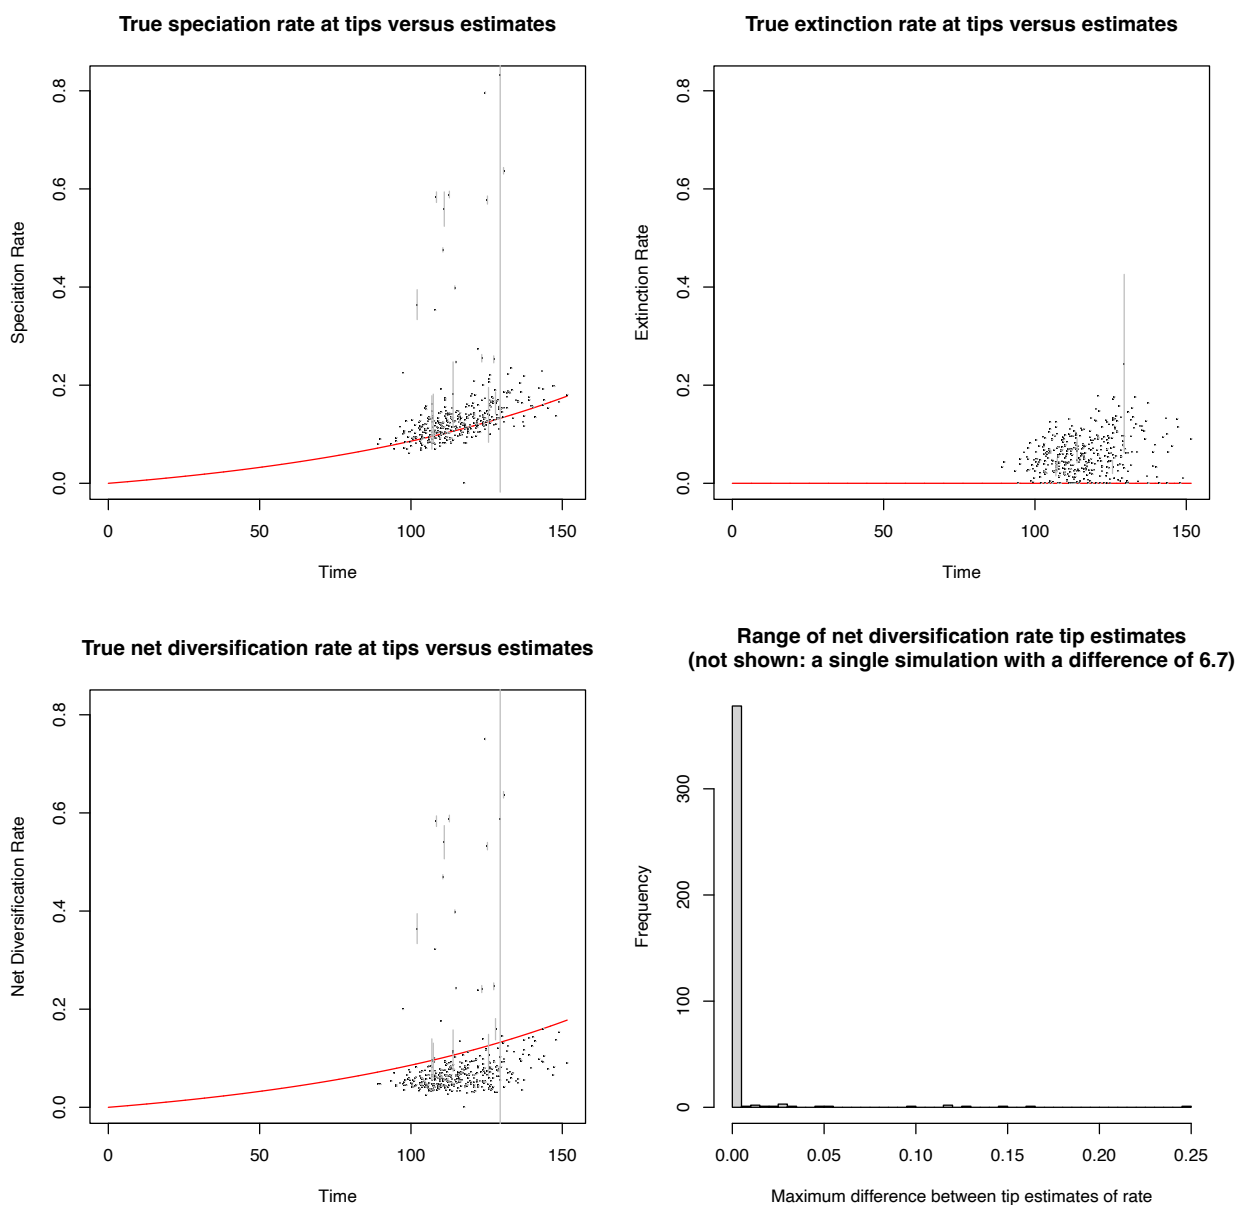 True speciation rate at tips versus estimates
Speciation Rate
0.8
0.6
0.4
0.2
0.0
0 50 100 150
Time
True extinction rate at tips versus estimates
Extinction Rate
0.8
0.6
0.4
0.2
0.0
0 50 100 150
Time
True net diversification rate at tips versus estimates
Net Diversification Rate
0.8
0.6
0.4
0.2
0.0
0 50 100 150
Time
Range of net diversification rate tip estimates
(not shown: a single simulation with a difference of 6.7)
Frequency
300
200
100
0
0.00 0.05 0.10 0.15 0.20 0.25
Maximum difference between tip estimates of rate